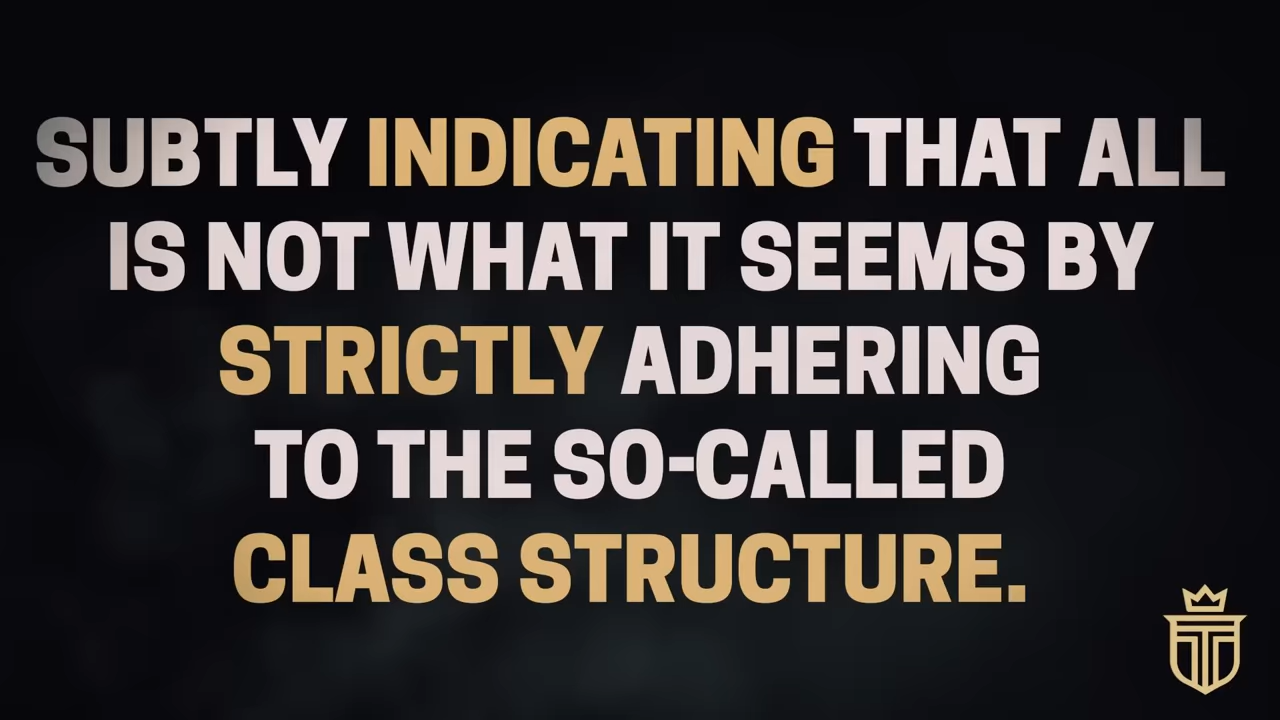 SUBTLY INDICATING THAT ALL
IS NOT WHAT IT SEEMS BY
STRICTLY ADHERING
TO THE SO-CALLED
CLASS STRUCTURE.